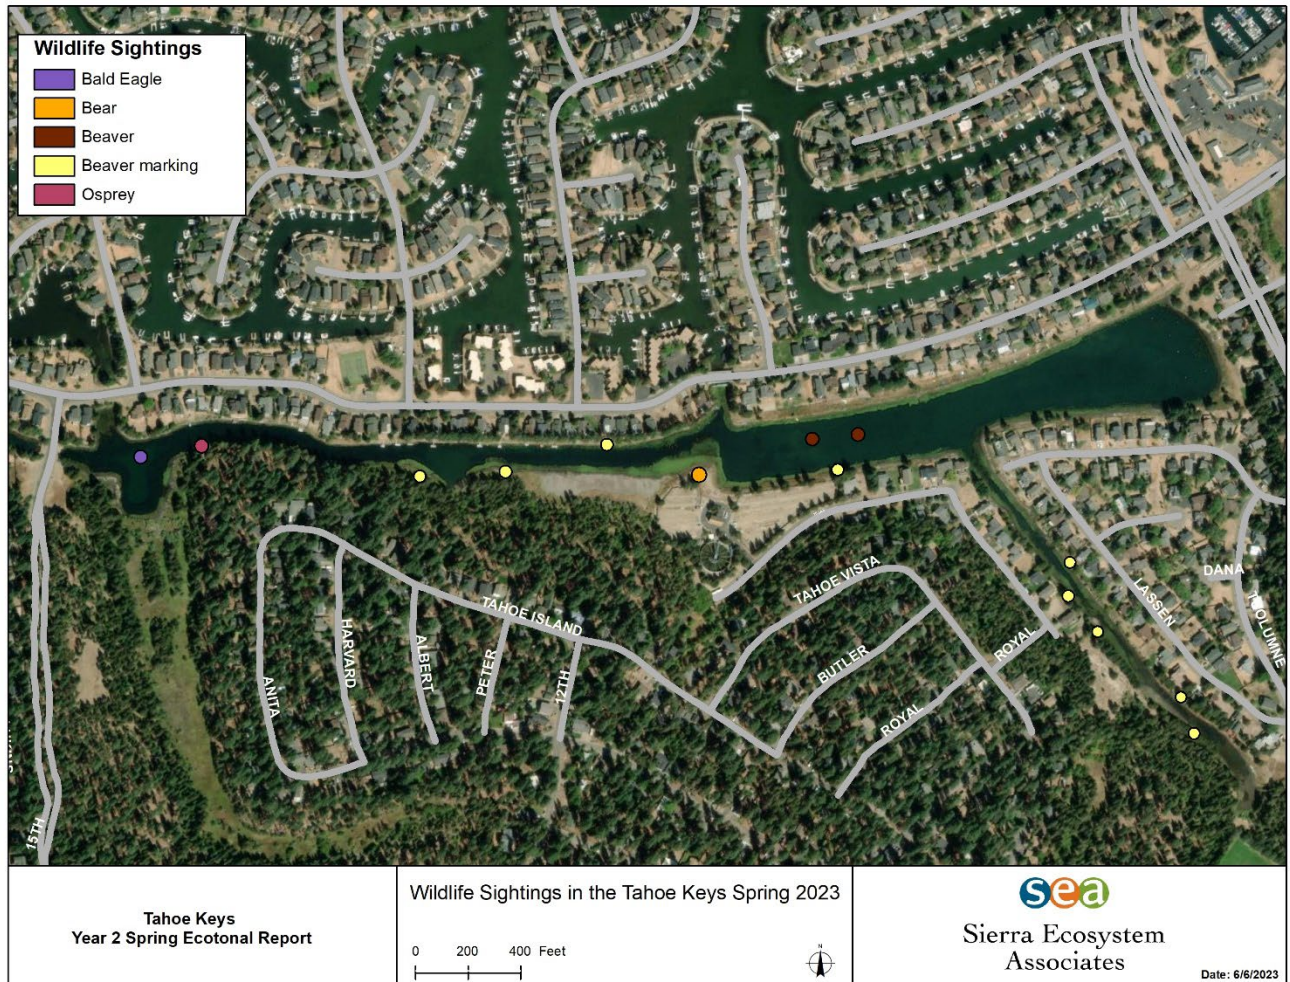 Wildlife Sightings
Bald Eagle
Bear
Beaver
Beaver marking
Osprey
DANA
LASSEN
TUOLUMNE
TAHOE VISTA
TAHOE ISLAND
HARVARD
ALBERT
PETER
12TH
ANITA
BUTLER
ROYAL
ROYAL
15TH
Tahoe Keys
Year 2 Spring Ecotonal Report
Wildlife Sightings in the Tahoe Keys Spring 2023
0 200 400 Feet
N
sea
Sierra Ecosystem
Associates
Date: 6/6/2023